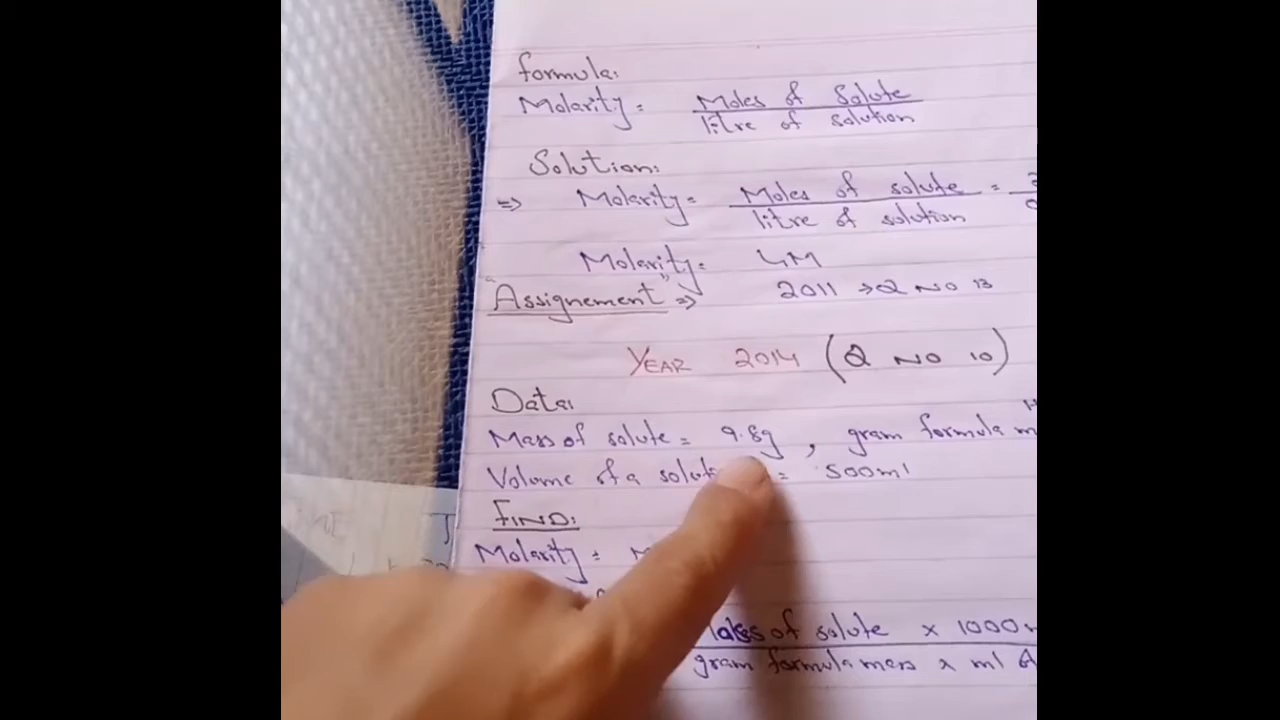 formula:
Molarity = Moles of Solute
litre of solution
Solution:
⇒ Molarity = Moles of solute =
litre of solution
Molarity = 4M
Assignement ⇒ 2011 → Q NO 13
YEAR 2014 (Q NO 10)
Data:
Mass of solute = 9.8g , gram formula
Volume of a = 500ml
FIND:
Molarity =
of solute x 1000
gram formula mass x ml